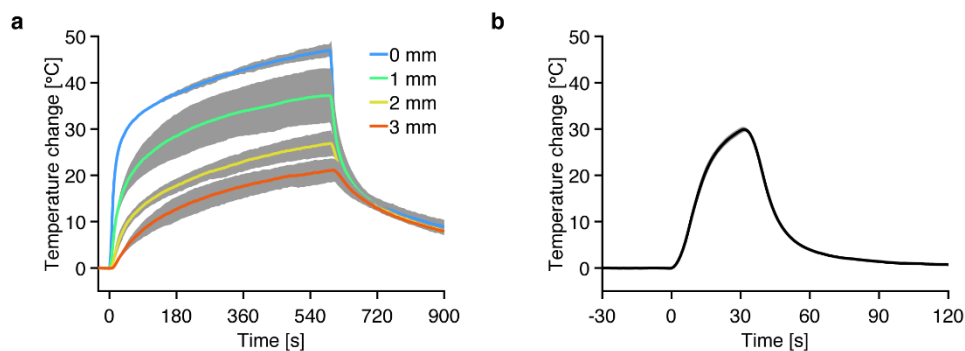 a
Temperature change [°C]
50
40
30
20
10
0
0 mm
1 mm
2 mm
3 mm
0 180 360 540 720 900
Time [s]
b
Temperature change [°C]
50
40
30
20
10
0
-30 0 30 60 90 120
Time [s]